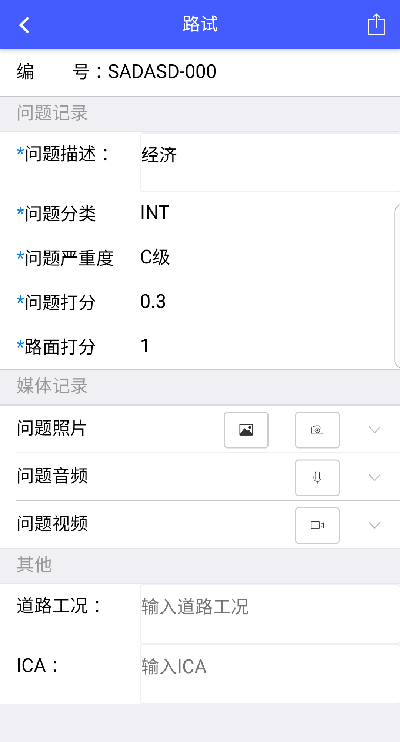 路试
编 号：SADASD-000
问题记录
*问题描述： 经济
*问题分类 INT
*问题严重度 C级
*问题打分 0.3
*路面打分 1
媒体记录
问题照片
问题音频
问题视频
其他
道路工况： 输入道路工况
ICA： 输入ICA